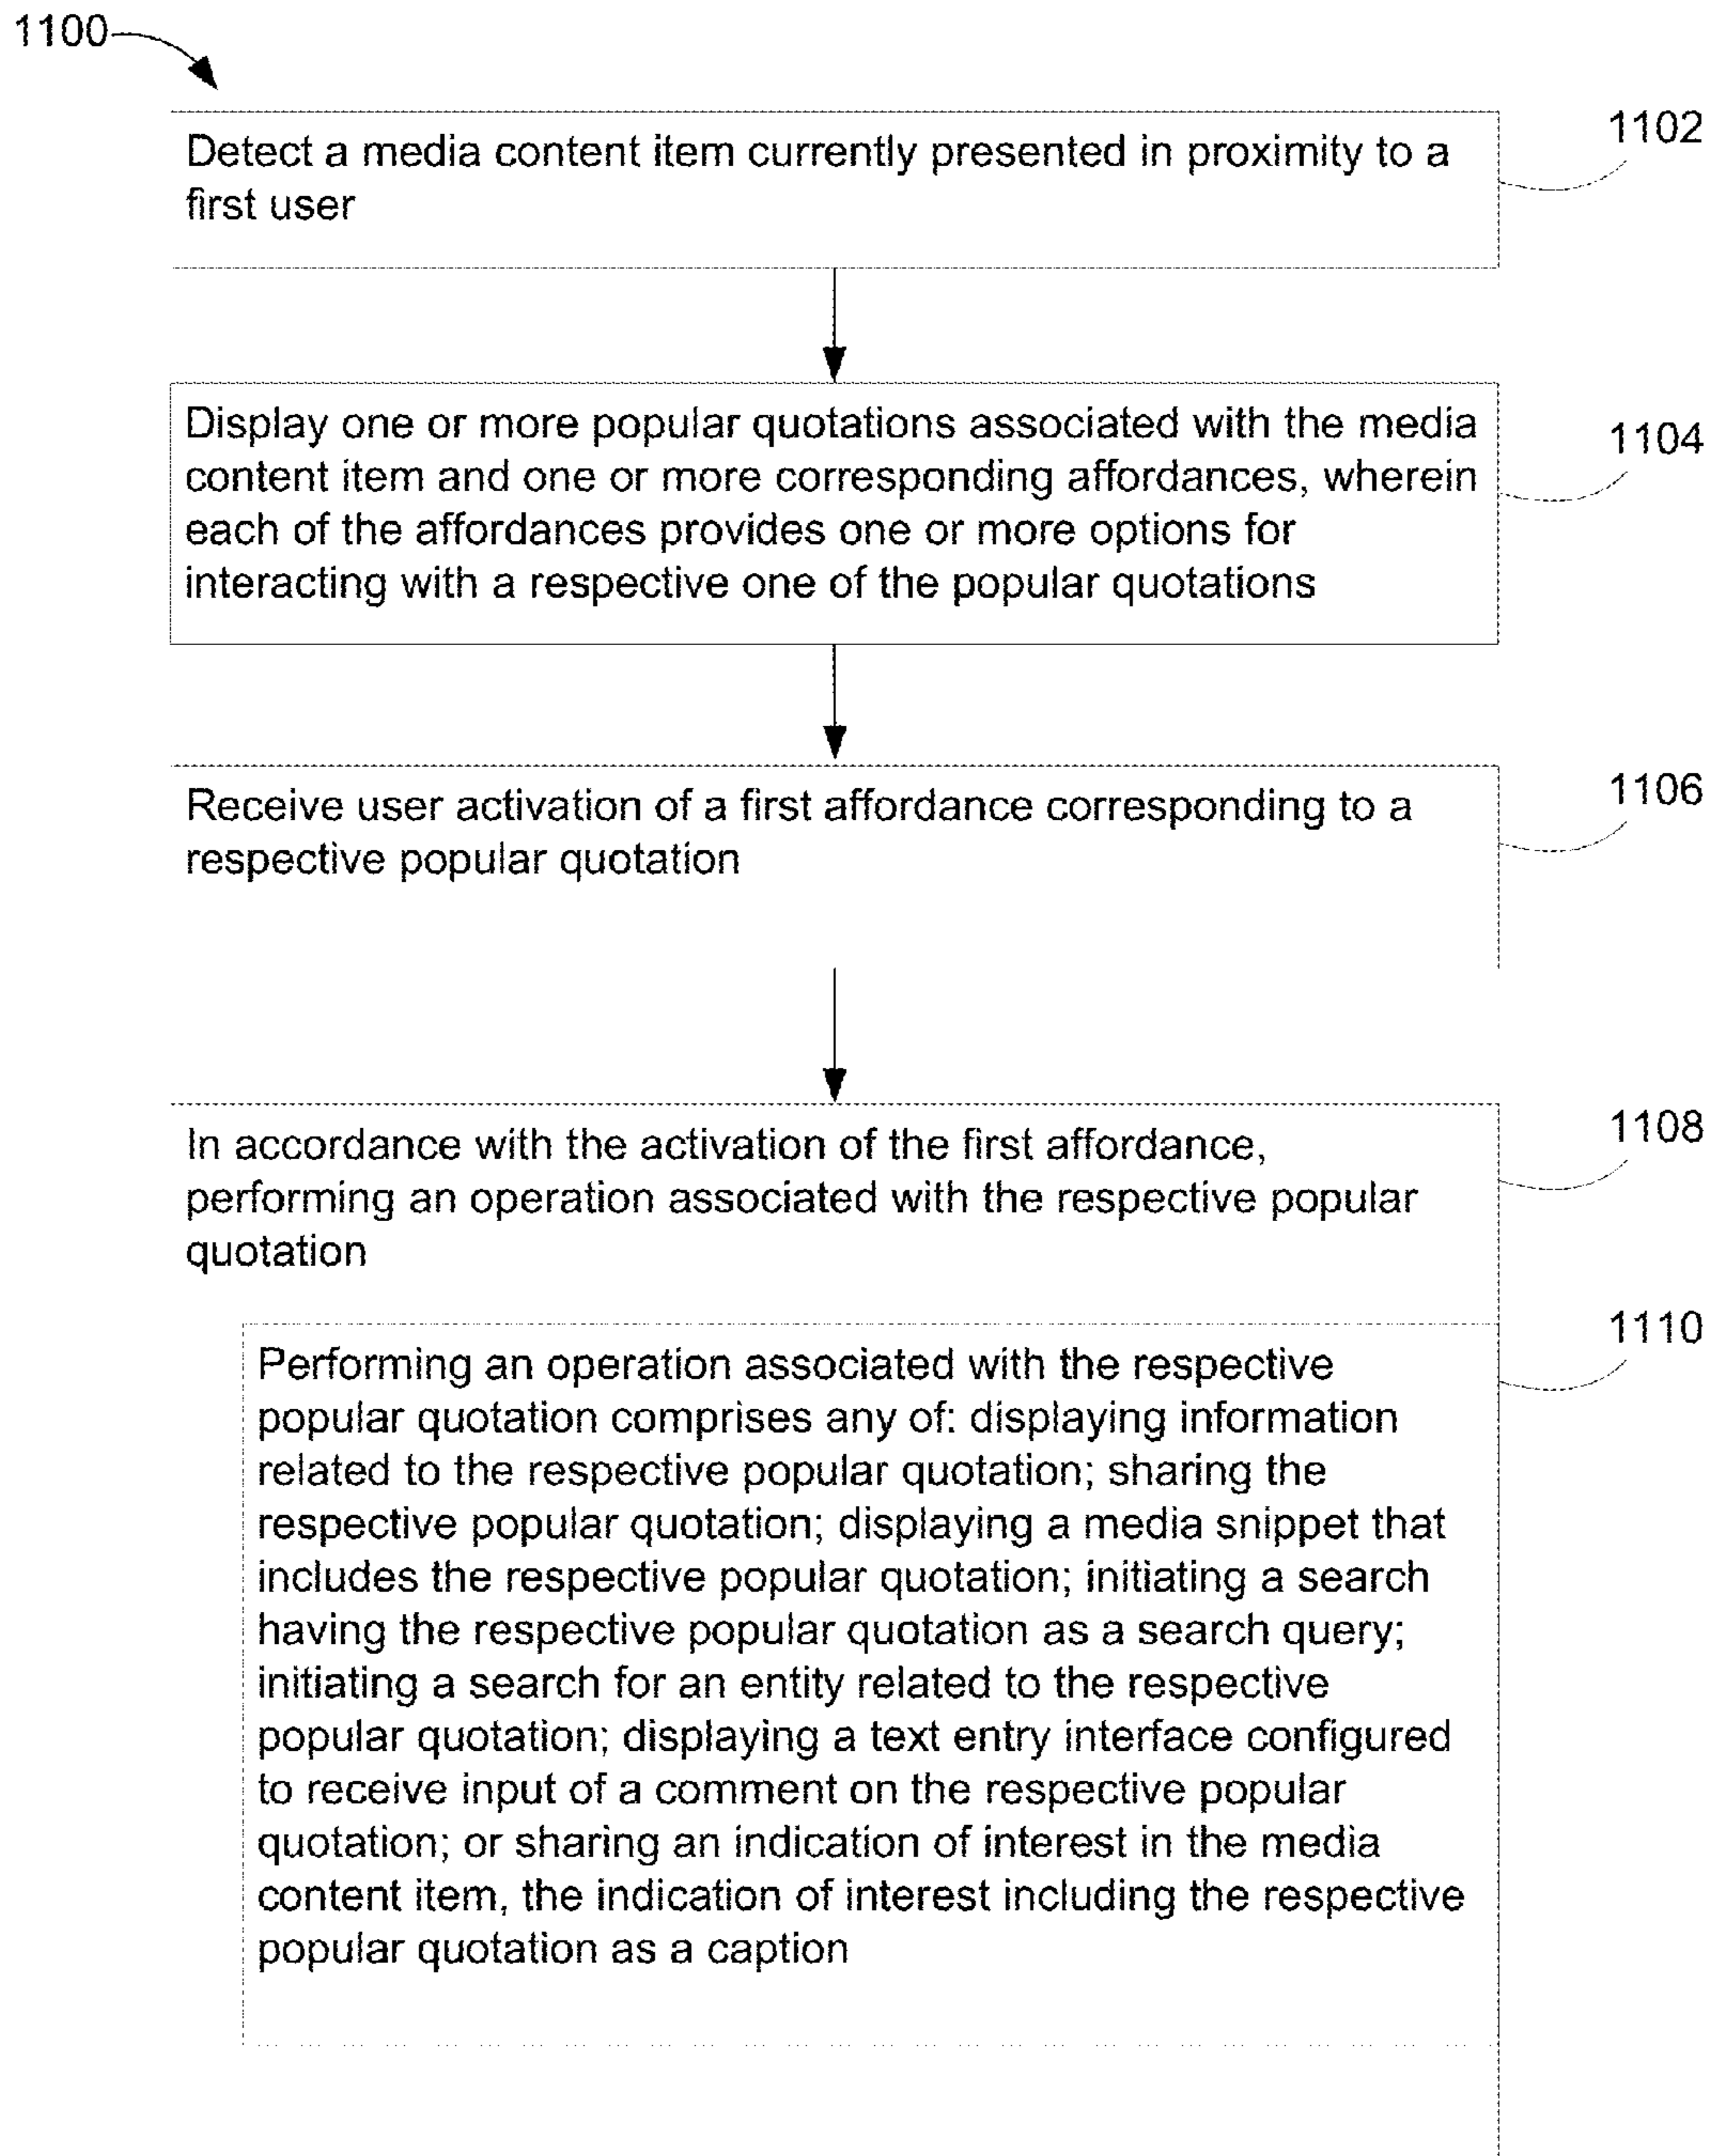 1100
Detect a media content item currently presented in proximity to a
first user
1102
Display one or more popular quotations associated with the media
content item and one or more corresponding affordances, wherein
each of the affordances provides one or more options for
interacting with a respective one of the popular quotations
1104
Receive user activation of a first affordance corresponding to a
respective popular quotation
1106
In accordance with the activation of the first affordance,
performing an operation associated with the respective popular
quotation
1108
Performing an operation associated with the respective
popular quotation comprises any of: displaying information
related to the respective popular quotation; sharing the
respective popular quotation; displaying a media snippet that
includes the respective popular quotation; initiating a search
having the respective popular quotation as a search query;
initiating a search for an entity related to the respective
popular quotation; displaying a text entry interface configured
to receive input of a comment on the respective popular
quotation; or sharing an indication of interest in the media
content item, the indication of interest including the respective
popular quotation as a caption
1110